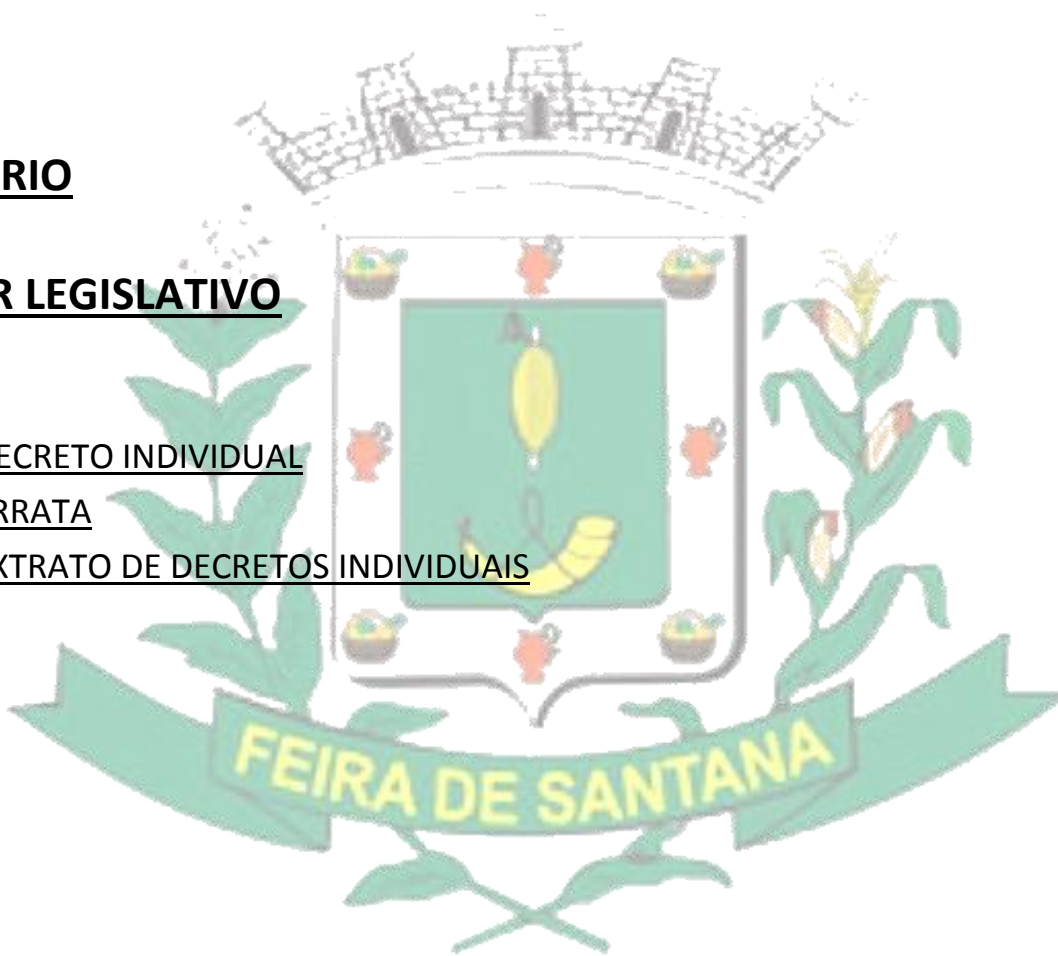 RIO
R LEGISLATIVO
ECRETO INDIVIDUAL
RRATA
XTRATO DE DECRETOS INDIVIDUAIS
FEIRA DE SANTANA